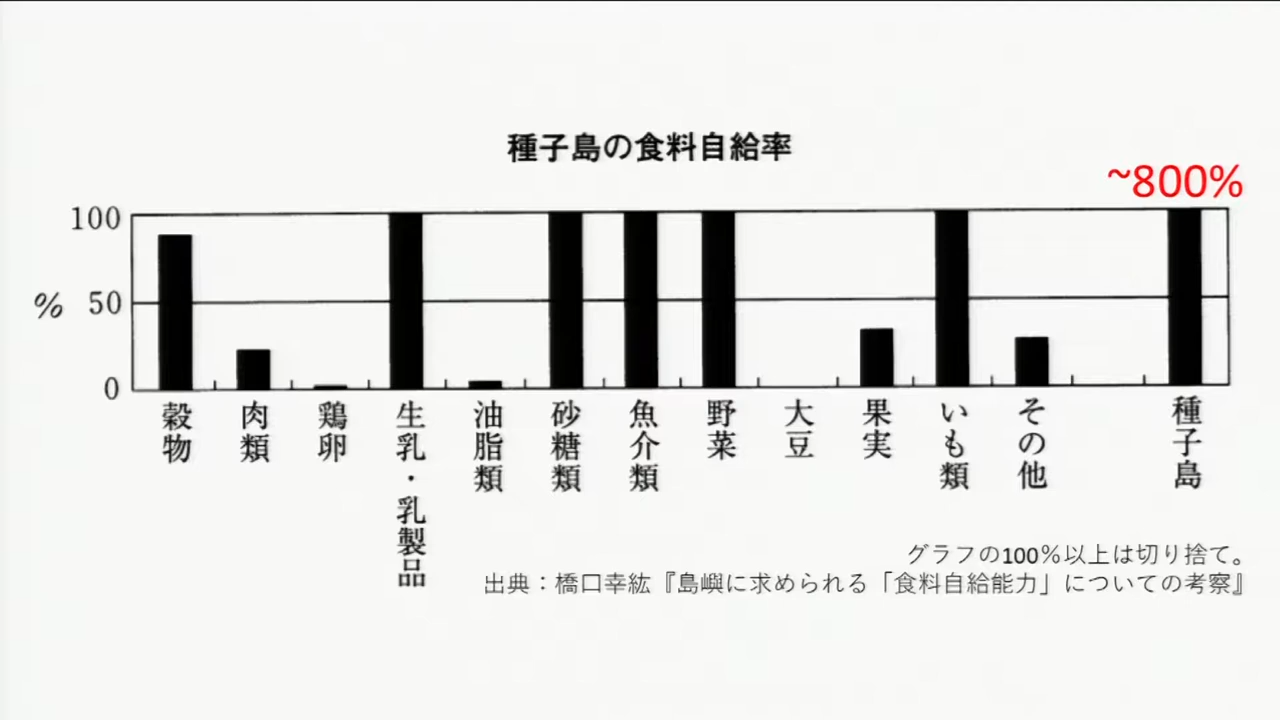 種子島の食料自給率
~800%
100
% 50
0
穀物
肉類
鶏卵
生乳・乳製品
油脂類
砂糖類
魚介類
野菜
大豆
果実
いも類
その他
種子島
グラフの100%以上は切り捨て。
出典：橋口幸紘『島嶼に求められる「食料自給能力」についての考察』